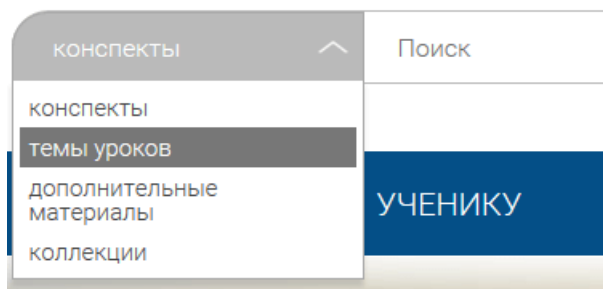 конспекты
Поиск
конспекты
темы уроков
дополнительные
материалы
УЧЕНИКУ
коллекции